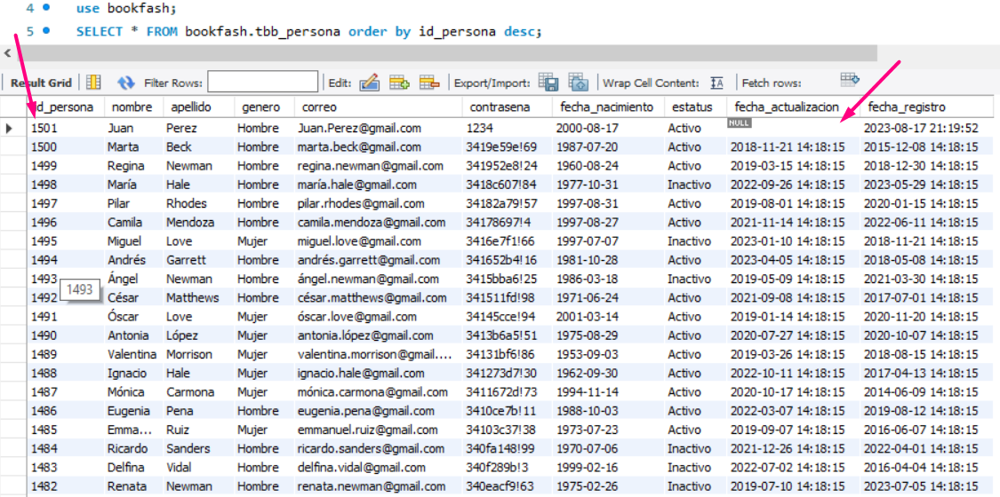 4 use bookfash;
5 SELECT * FROM bookfash.tbb_persona order by id_persona desc;
Result Grid Filter Rows: Edit: Export/Import: Wrap Cell Content: IA Fetch rows:
id_persona nombre apellido genero correo contrasena fecha_nacimiento estatus fecha_actualizacion fecha_registro
1501 Juan Perez Hombre Juan.Perez@gmail.com 1234 2000-08-17 Activo NULL 2023-08-17 21:19:52
1500 Marta Beck Hombre marta.beck@gmail.com 3419e59e!69 1987-07-20 Activo 2018-11-21 14:18:15 2015-12-08 14:18:15
1499 Regina Newman Hombre regina.newman@gmail.com 341952e8!24 1960-08-24 Activo 2019-03-15 14:18:15 2018-12-30 14:18:15
1498 María Hale Hombre maría.hale@gmail.com 3418c607!84 1977-10-31 Inactivo 2022-09-26 14:18:15 2023-05-29 14:18:15
1497 Pilar Rhodes Hombre pilar.rhodes@gmail.com 34182a79!57 1997-08-31 Activo 2019-08-01 14:18:15 2020-01-15 14:18:15
1496 Camila Mendoza Hombre camila.mendoza@gmail.com 34178697!4 1997-08-27 Activo 2021-11-14 14:18:15 2022-06-11 14:18:15
1495 Miguel Love Mujer miguel.love@gmail.com 3416e7f1!66 1997-07-07 Inactivo 2023-01-10 14:18:15 2018-11-21 14:18:15
1494 Andrés Garrett Hombre andrés.garrett@gmail.com 341652b4!16 1981-10-28 Activo 2023-04-05 14:18:15 2018-05-08 14:18:15
1493 Ángel Newman Hombre ángel.newman@gmail.com 3415bba6!25 1986-03-18 Inactivo 2019-05-09 14:18:15 2021-03-30 14:18:15
1493
1492 César Matthews Hombre césar.matthews@gmail.com 341511fd!98 1971-06-24 Activo 2021-09-08 14:18:15 2017-07-01 14:18:15
1491 Óscar Love Mujer óscar.love@gmail.com 34145cce!94 2001-03-14 Activo 2019-01-14 14:18:15 2020-11-20 14:18:15
1490 Antonia López Mujer antonia.lópez@gmail.com 3413b6a5!51 1975-08-29 Activo 2020-07-27 14:18:15 2020-10-07 14:18:15
1489 Valentina Morrison Mujer valentina.morrison@gmail.... 34131bf6!86 1953-09-03 Activo 2019-03-26 14:18:15 2018-08-15 14:18:15
1488 Ignacio Hale Mujer ignacio.hale@gmail.com 341273d7!30 1962-09-30 Activo 2022-10-11 14:18:15 2017-04-13 14:18:15
1487 Mónica Carmona Mujer mónica.carmona@gmail.com 3411672d!73 1994-11-14 Activo 2020-10-17 14:18:15 2014-06-09 14:18:15
1486 Eugenia Pena Hombre eugenia.pena@gmail.com 3410ce7b!11 1988-10-03 Activo 2022-03-07 14:18:15 2019-08-12 14:18:15
1485 Emma... Ruiz Mujer emmanuel.ruiz@gmail.com 34103c37!38 1973-07-23 Activo 2019-09-07 14:18:15 2016-06-07 14:18:15
1484 Ricardo Sanders Hombre ricardo.sanders@gmail.com 340fa148!99 1970-07-06 Inactivo 2021-12-26 14:18:15 2022-04-01 14:18:15
1483 Delfina Vidal Hombre delfina.vidal@gmail.com 340f289b!3 1999-02-16 Inactivo 2022-07-02 14:18:15 2016-04-04 14:18:15
1482 Renata Newman Hombre renata.newman@gmail.com 340eacf9!63 1975-02-26 Inactivo 2019-07-10 14:18:15 2023-07-05 14:18:15